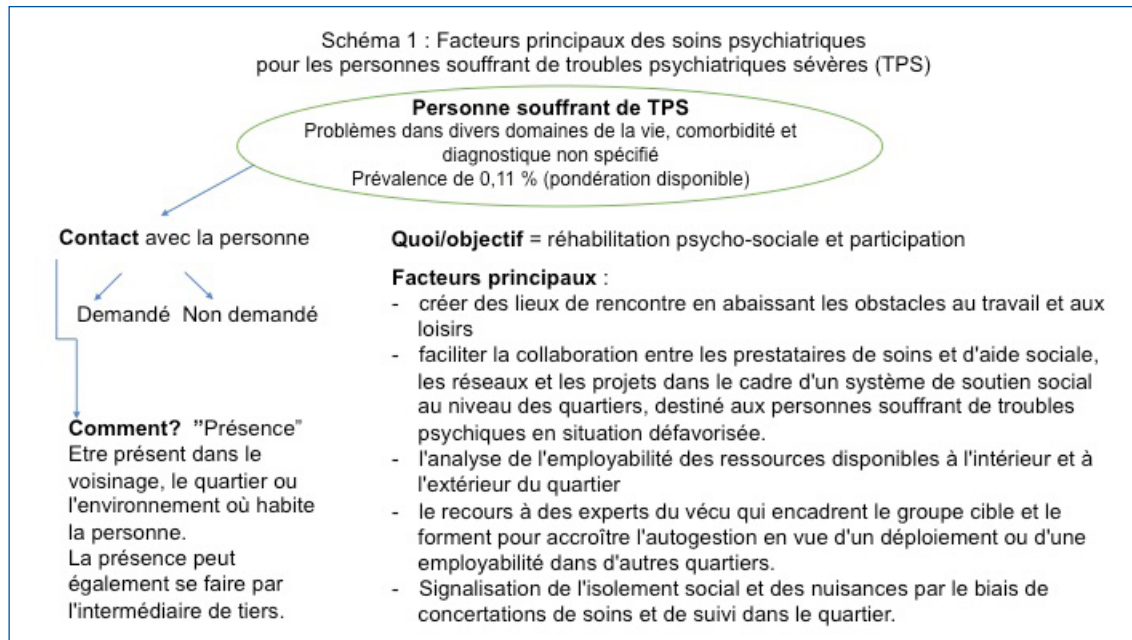 Schéma 1 : Facteurs principaux des soins psychiatriques
pour les personnes souffrant de troubles psychiatriques sévères (TPS)
Personne souffrant de TPS
Problèmes dans divers domaines de la vie, comorbidité et
diagnostique non spécifié
Prévalence de 0,11 % (pondération disponible)
Contact avec la personne
Demandé Non demandé
Comment? ”Présence”
Etre présent dans le
voisinage, le quartier ou
l'environnement où habite
la personne.
La présence peut
également se faire par
l'intermédiaire de tiers.
Quoi/objectif = réhabilitation psycho-sociale et participation
Facteurs principaux :
- créer des lieux de rencontre en abaissant les obstacles au travail et aux
loisirs
- faciliter la collaboration entre les prestataires de soins et d'aide sociale,
les réseaux et les projets dans le cadre d'un système de soutien social
au niveau des quartiers, destiné aux personnes souffrant de troubles
psychiques en situation défavorisée.
- l'analyse de l'employabilité des ressources disponibles à l'intérieur et à
l'extérieur du quartier
- le recours à des experts du vécu qui encadrent le groupe cible et le
forment pour accroître l'autogestion en vue d'un déploiement ou d'une
employabilité dans d'autres quartiers.
- Signalisation de l'isolement social et des nuisances par le biais de
concertations de soins et de suivi dans le quartier.